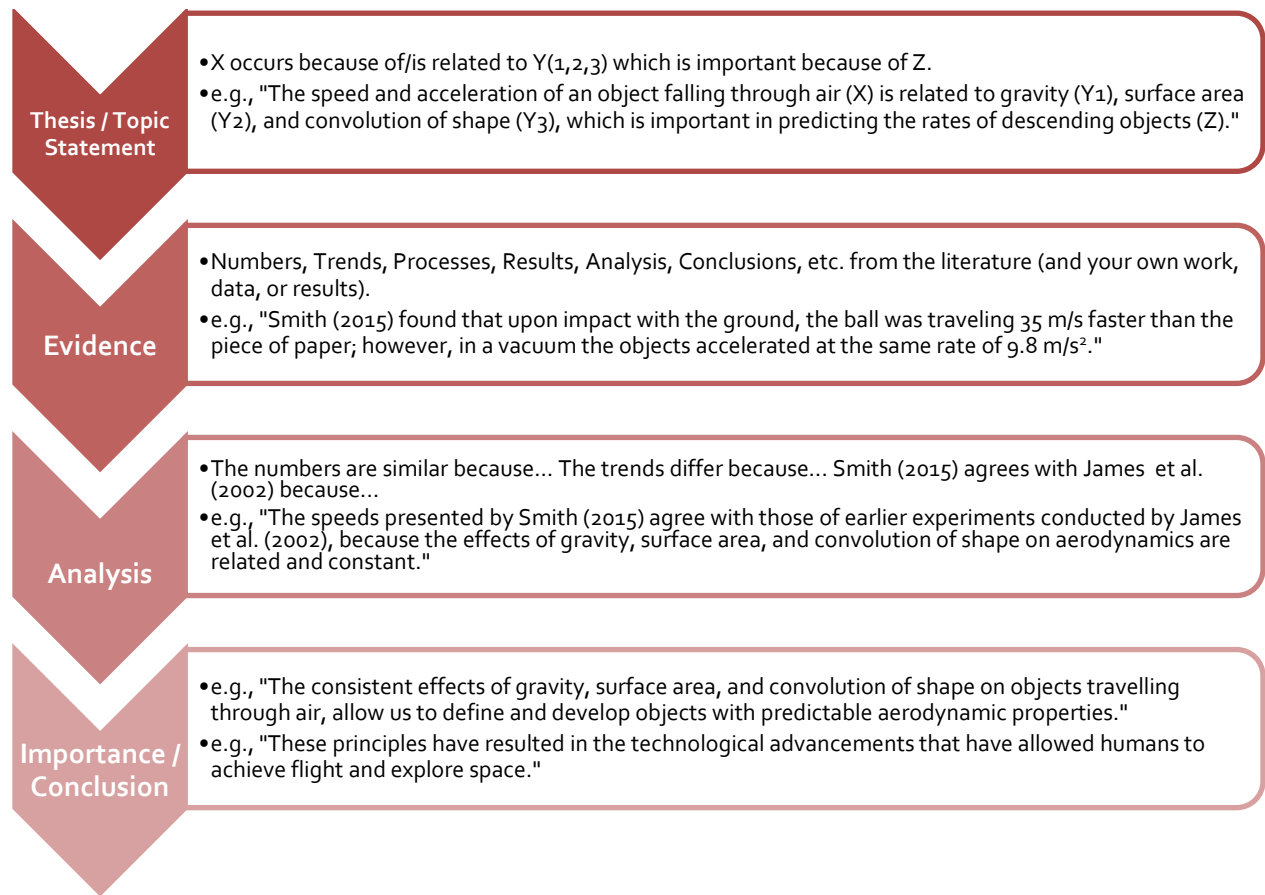 Thesis / Topic
Statement
•X occurs because of/is related to Y(1,2,3) which is important because of Z.
•e.g., "The speed and acceleration of an object falling through air (X) is related to gravity (Y1), surface area
(Y2), and convolution of shape (Y3), which is important in predicting the rates of descending objects (Z)."
Evidence
•Numbers, Trends, Processes, Results, Analysis, Conclusions, etc. from the literature (and your own work,
data, or results).
•e.g., "Smith (2015) found that upon impact with the ground, the ball was traveling 35 m/s faster than the
piece of paper; however, in a vacuum the objects accelerated at the same rate of 9.8 m/s²."
Analysis
•The numbers are similar because... The trends differ because... Smith (2015) agrees with James et al.
(2002) because...
•e.g., "The speeds presented by Smith (2015) agree with those of earlier experiments conducted by James
et al. (2002), because the effects of gravity, surface area, and convolution of shape on aerodynamics are
related and constant."
Importance /
Conclusion
•e.g., "The consistent effects of gravity, surface area, and convolution of shape on objects travelling
through air, allow us to define and develop objects with predictable aerodynamic properties."
•e.g., "These principles have resulted in the technological advancements that have allowed humans to
achieve flight and explore space."